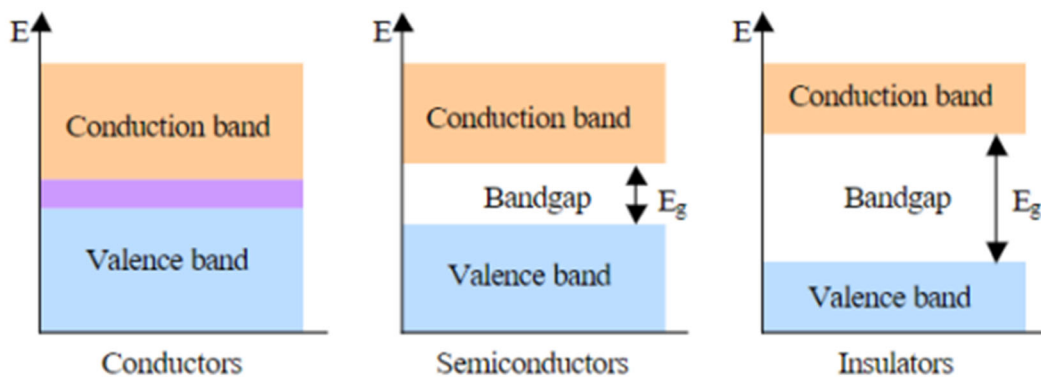 E
Conduction band
Valence band
Conductors
E
Conduction band
Bandgap
Eg
Valence band
Semiconductors
E
Conduction band
Bandgap
Eg
Valence band
Insulators